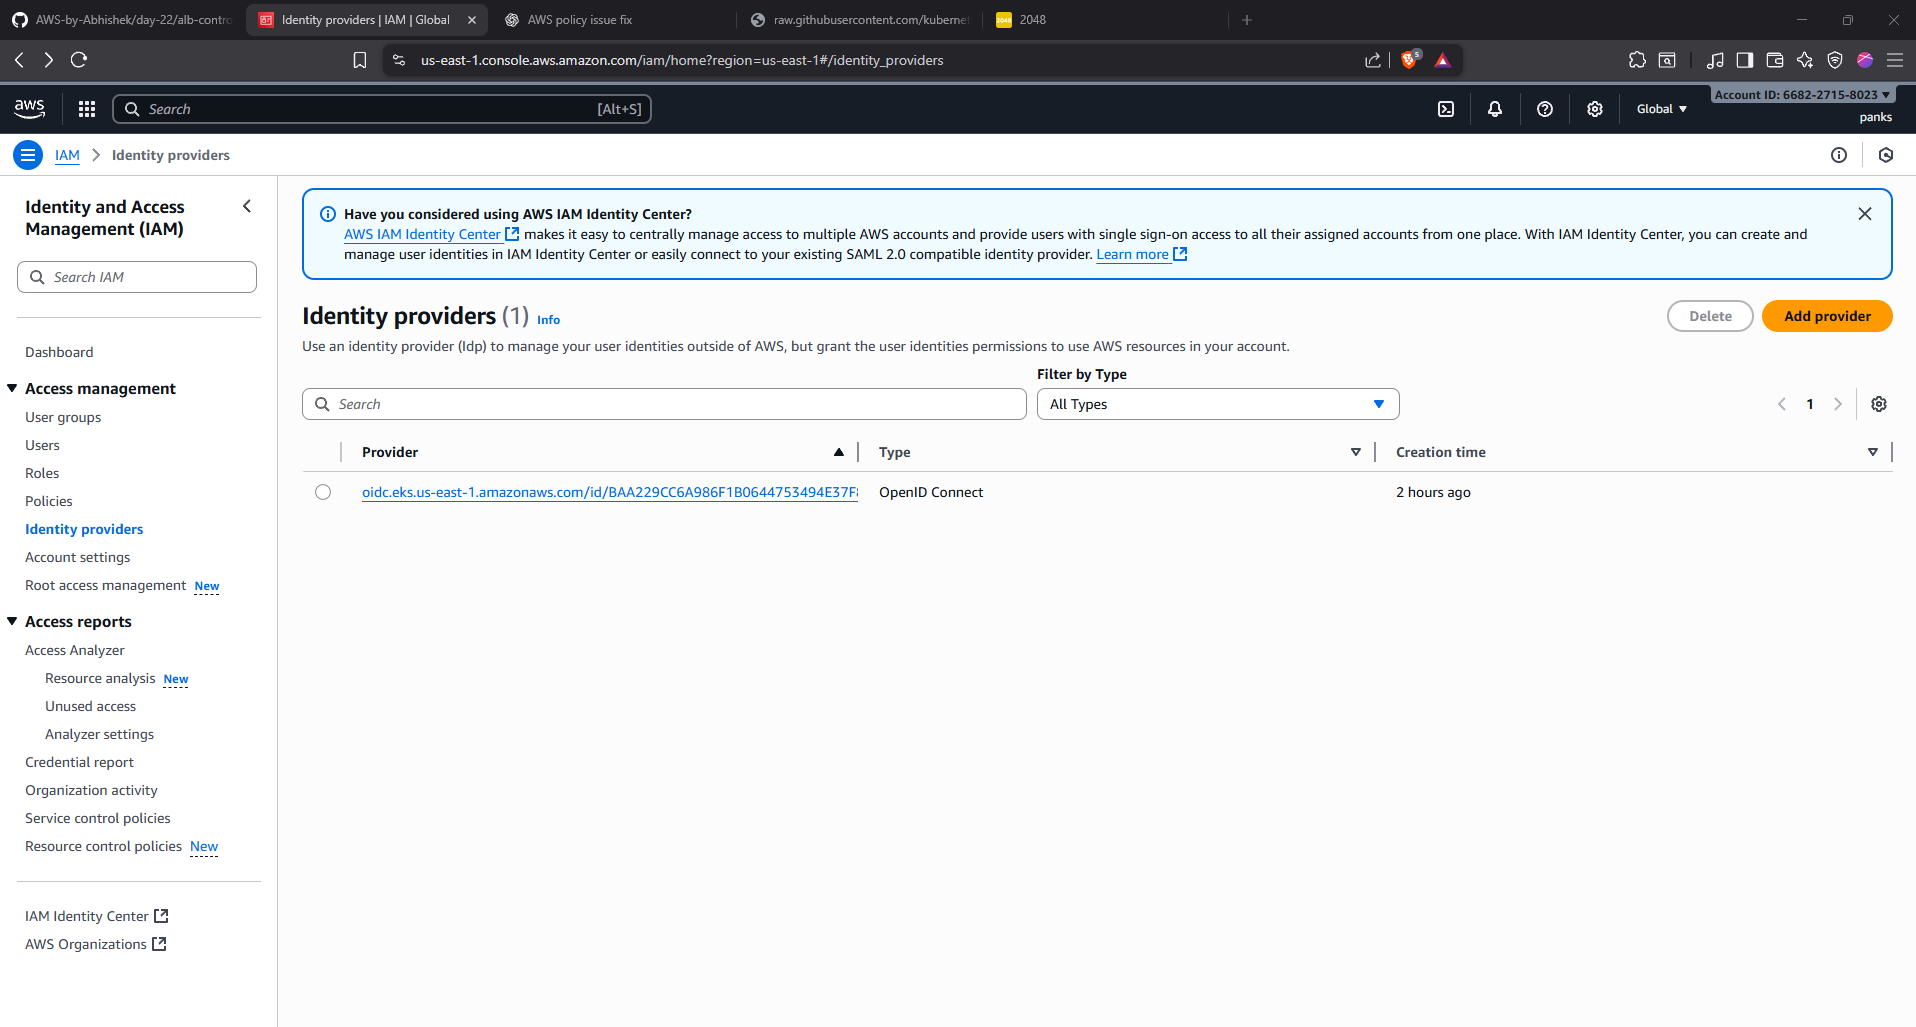 AWS-by-Abhishek/day-22/alb-contro
Identity providers | IAM | Global
AWS policy issue fix
raw.githubusercontent.com/kubernet
2048
2048
us-east-1.console.aws.amazon.com/iam/home?region=us-east-1#/identity_providers
5
aws
Search
[Alt+S]
Global
Account ID: 6682-2715-8023
panks
IAM
Identity providers
Identity and Access
Management (IAM)
Search IAM
Dashboard
Access management
User groups
Users
Roles
Policies
Identity providers
Account settings
Root access management New
Access reports
Access Analyzer
Resource analysis New
Unused access
Analyzer settings
Credential report
Organization activity
Service control policies
Resource control policies New
IAM Identity Center
AWS Organizations
Have you considered using AWS IAM Identity Center?
AWS IAM Identity Center makes it easy to centrally manage access to multiple AWS accounts and provide users with single sign-on access to all their assigned accounts from one place. With IAM Identity Center, you can create and
manage user identities in IAM Identity Center or easily connect to your existing SAML 2.0 compatible identity provider. Learn more
Identity providers (1) Info
Delete
Add provider
Use an identity provider (Idp) to manage your user identities outside of AWS, but grant the user identities permissions to use AWS resources in your account.
Filter by Type
Search
All Types
1
Provider
Type
Creation time
oidc.eks.us-east-1.amazonaws.com/id/BAA229CC6A986F1B0644753494E37F
OpenID Connect
2 hours ago